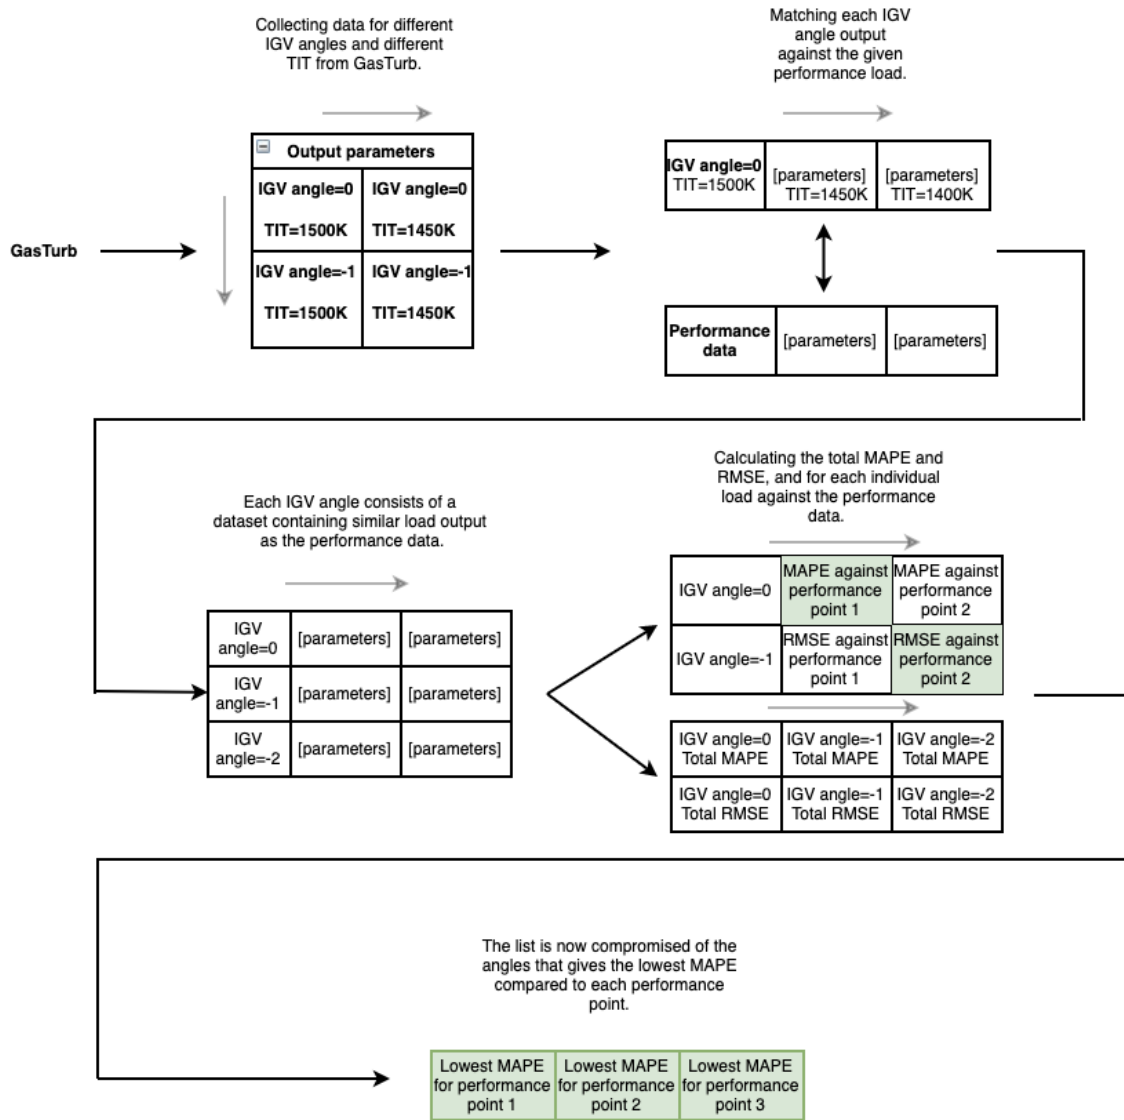 Collecting data for different
IGV angles and different
TIT from GasTurb.
Matching each IGV
angle output
against the given
performance load.
GasTurb
Output parameters
IGV angle=0
TIT=1500K
IGV angle=0
TIT=1450K
IGV angle=-1
TIT=1500K
IGV angle=-1
TIT=1450K
IGV angle=0
TIT=1500K
[parameters]
TIT=1450K
[parameters]
TIT=1400K
Performance
data
[parameters]
[parameters]
Each IGV angle consists of a
dataset containing similar load output
as the performance data.
IGV
angle=0
[parameters]
[parameters]
IGV
angle=-1
[parameters]
[parameters]
IGV
angle=-2
[parameters]
[parameters]
Calculating the total MAPE and
RMSE, and for each individual
load against the performance
data.
IGV angle=0
MAPE against
performance
point 1
MAPE against
performance
point 2
IGV angle=-1
RMSE against
performance
point 1
RMSE against
performance
point 2
IGV angle=0
Total MAPE
IGV angle=-1
Total MAPE
IGV angle=-2
Total MAPE
IGV angle=0
Total RMSE
IGV angle=-1
Total RMSE
IGV angle=-2
Total RMSE
The list is now compromised of the
angles that gives the lowest MAPE
compared to each performance
point.
Lowest MAPE
for performance
point 1
Lowest MAPE
for performance
point 2
Lowest MAPE
for performance
point 3